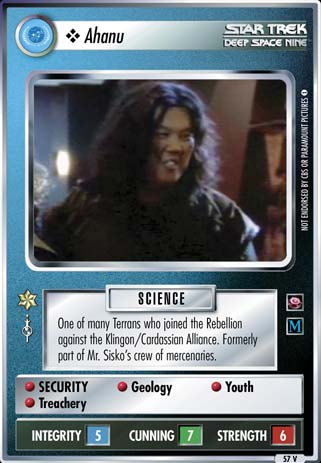 ❖ Ahanu
STAR TREK
DEEP SPACE NINE
NOT ENDORSED BY CBS OR PARAMOUNT PICTURES
SCIENCE
One of many Terrans who joined the Rebellion
against the Klingon/Cardassian Alliance. Formerly
part of Mr. Sisko's crew of mercenaries.
M
SECURITY Geology Youth
Treachery
INTEGRITY 5 CUNNING 7 STRENGTH 6
57 V